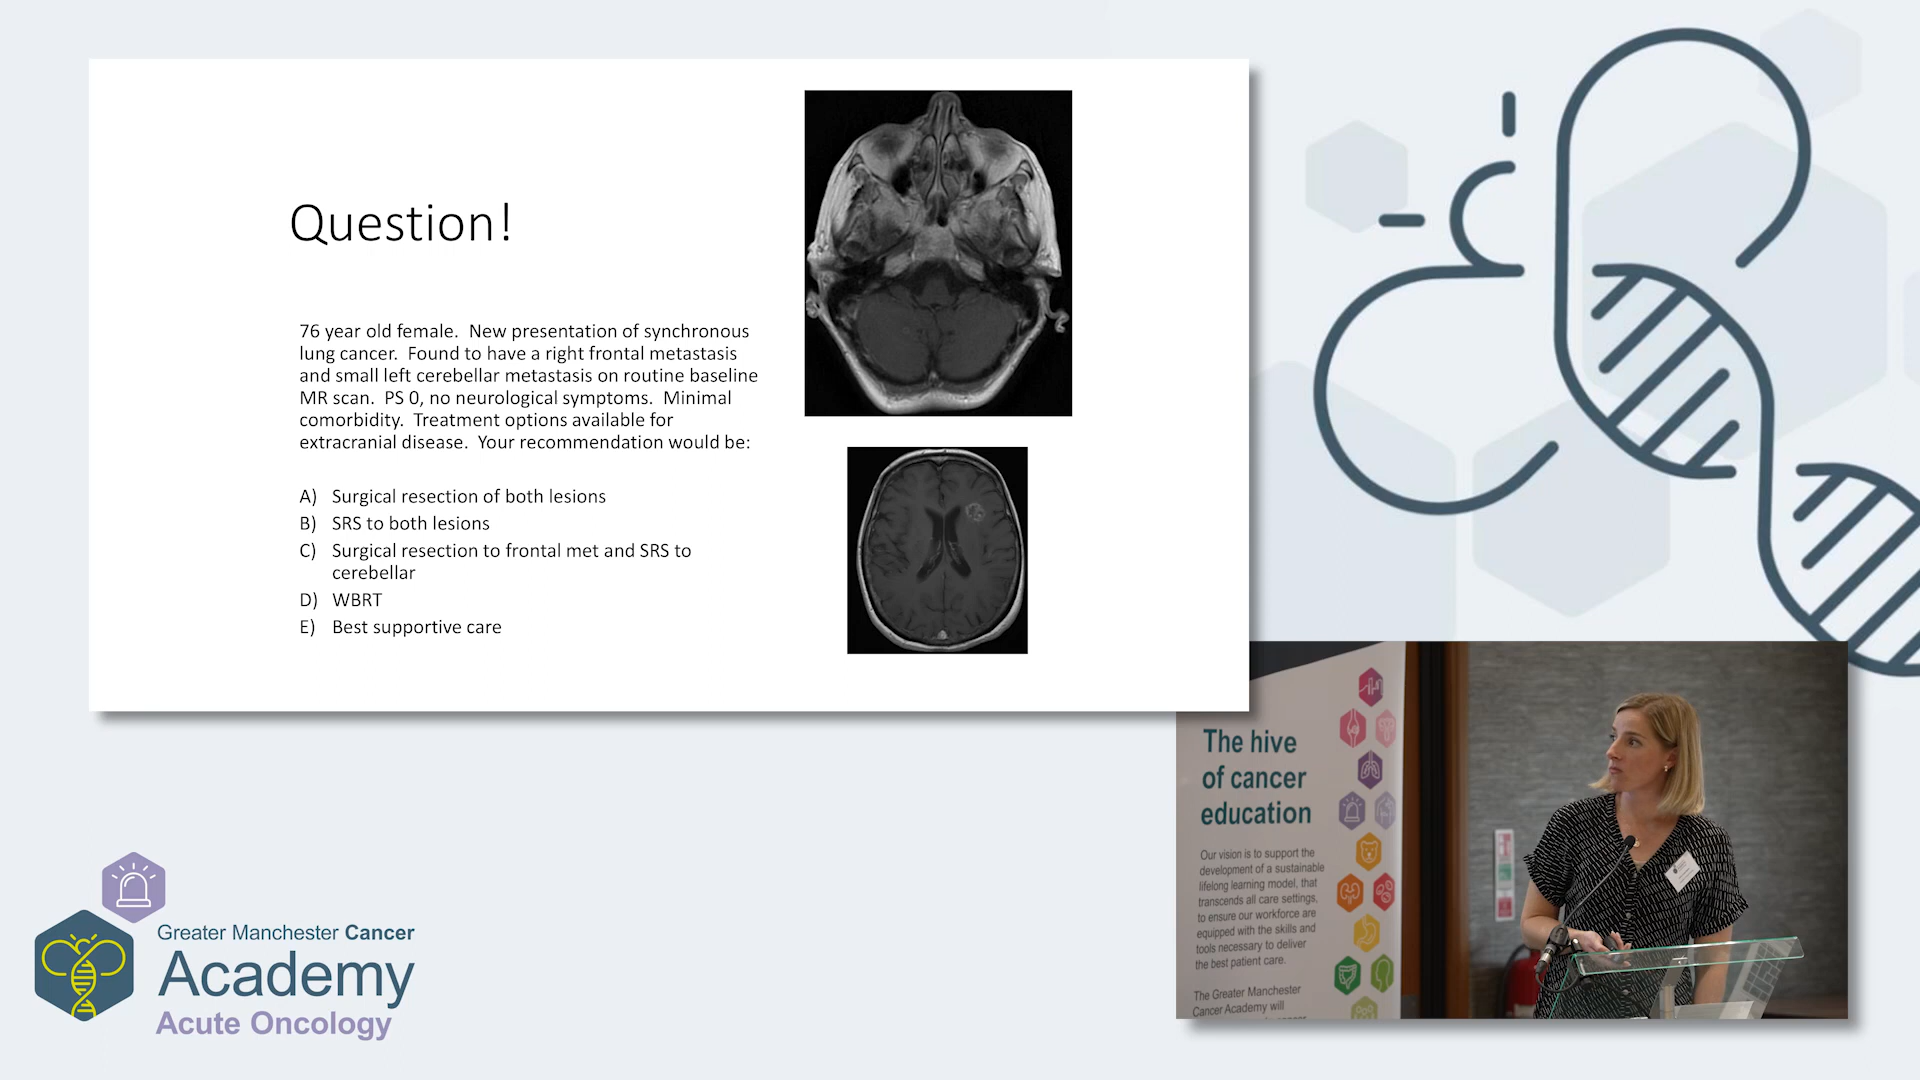 Question!
76 year old female.  New presentation of synchronous
lung cancer.  Found to have a right frontal metastasis
and small left cerebellar metastasis on routine baseline
MR scan.  PS 0, no neurological symptoms.  Minimal
comorbidity.  Treatment options available for
extracranial disease.  Your recommendation would be:
A) Surgical resection of both lesions
B) SRS to both lesions
C) Surgical resection to frontal met and SRS to
cerebellar
D) WBRT
E) Best supportive care
The hive
of cancer
education
Our vision is to support the
development of a sustainable
lifelong learning model, that
transcends all care settings,
to ensure our workforce are
equipped with the skills and
tools necessary to deliver
the best patient care.
The Greater Manchester
Cancer Academy will
Greater Manchester Cancer
Academy
Acute Oncology